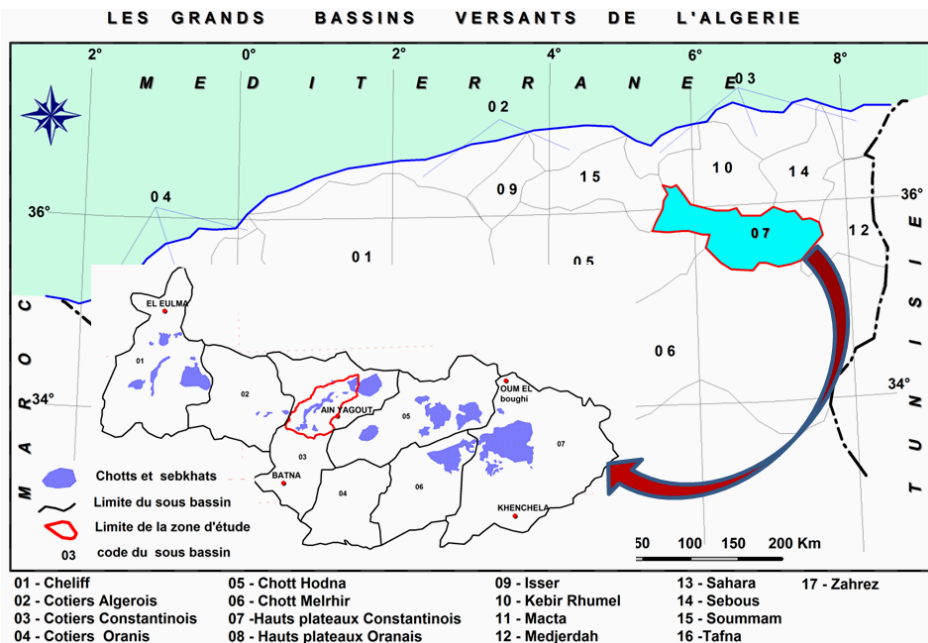 LES GRANDS BASSINS VERSANTS DE L'ALGERIE
2° 0° 2° 4° 6° 8°
MEDITERRANEE
03
02
04
09
15
10
14
36°
36°
01
05
07
12
06
34°
34°
MAROC
TUNISIE
EL EULMA
01
02
AIN YAGOUT
05
OUM EL
boughi
07
03
BATNA
04
06
KHENCHELA
Chotts et sebkhats
Limite du sous bassin
Limite de la zone d'étude
03 code du sous bassin
50 100 150 200 Km
01 - Cheliff
02 - Cotiers Algerois
03 - Cotiers Constantinois
04 - Cotiers Oranis
05 - Chott Hodna
06 - Chott Melrhir
07 -Hauts plateaux Constantinois
08 - Hauts plateaux Oranais
09 - Isser
10 - Kebir Rhumel
11 - Macta
12 - Medjerdah
13 - Sahara
14 - Sebous
15 - Soummam
16 -Tafna
17 - Zahrez